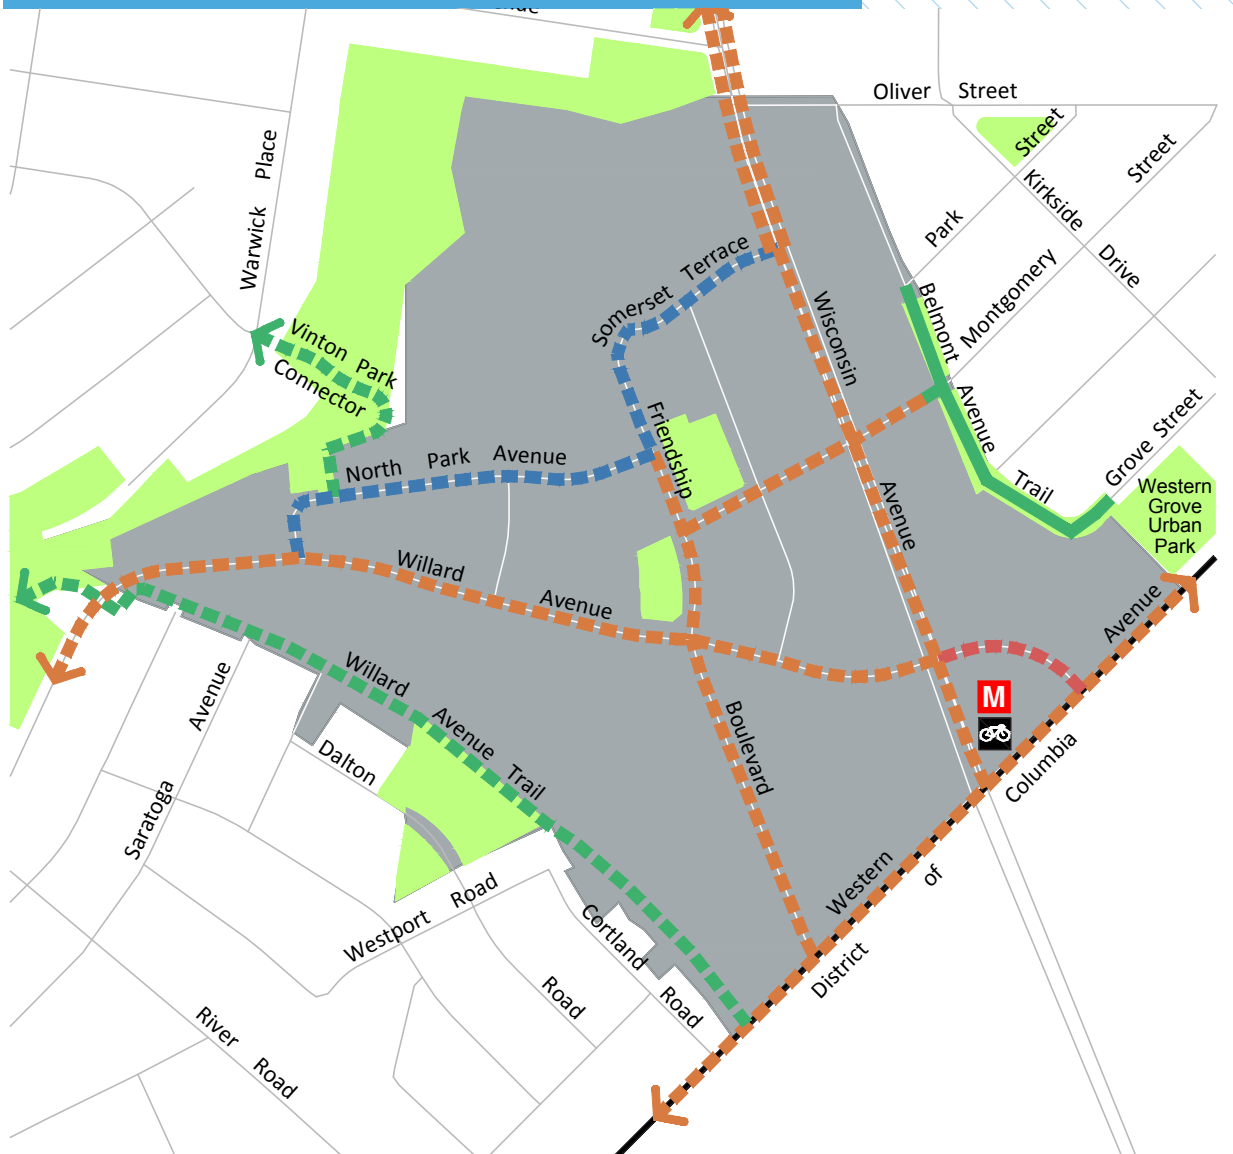 Oliver Street
Street
Park
Kirkside
Drive
Street
Montgomery
Warwick Place
Somerset Terrace
Wisconsin
Avenue
Belmont
Avenue
Trail
Grove Street
Western
Grove
Urban
Park
Vinton Park
Connector
North Park Avenue
Friendship
Boulevard
Willard
Avenue
Willard
Avenue
Trail
Avenue
M
Columbia
of
District
Western
Saratoga
Avenue
Dalton
Road
Westport Road
Cortland
Road
River
Road